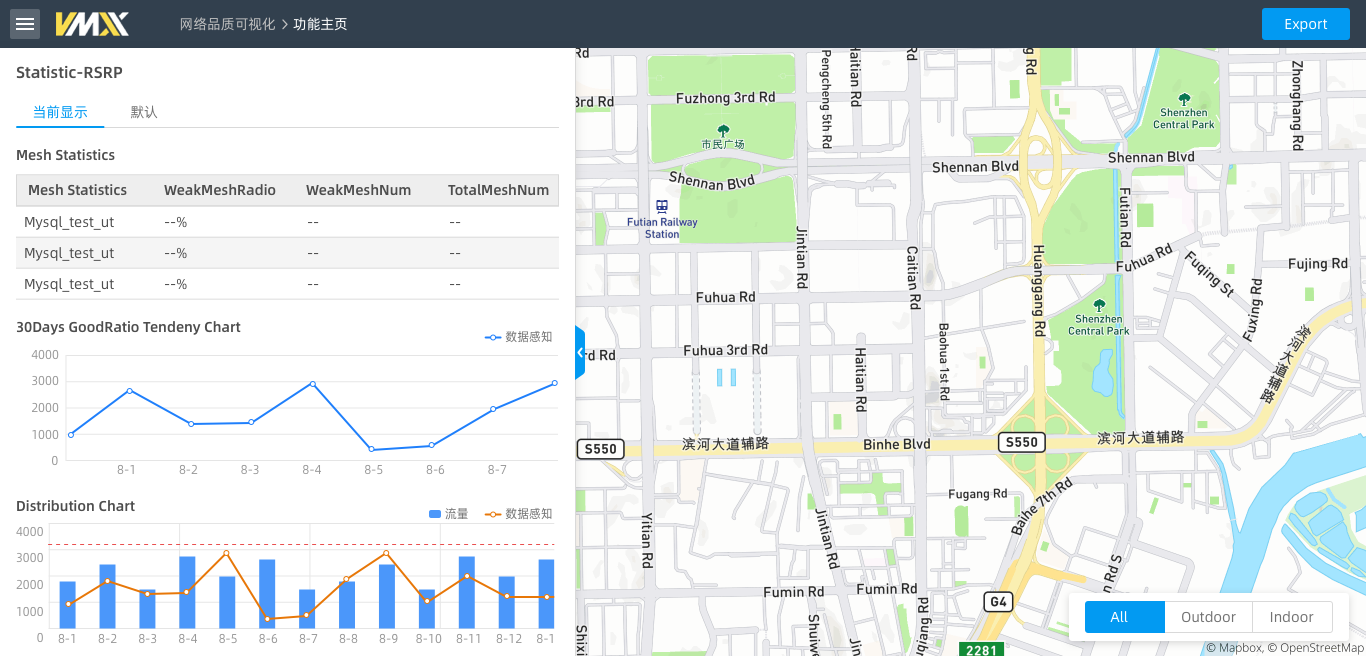 VMX
网络品质可视化 > 功能主页
Export
Statistic-RSRP
当前显示 默认
Mesh Statistics
Mesh Statistics WeakMeshRadio WeakMeshNum TotalMeshNum
Mysql_test_ut --% -- --
Mysql_test_ut --% -- --
Mysql_test_ut --% -- --
30Days GoodRatio Tendeny Chart
数据感知
4000
3000
2000
1000
0
8-1 8-2 8-3 8-4 8-5 8-6 8-7
Distribution Chart
流量 数据感知
4000
3000
2000
1000
0
8-1 8-2 8-3 8-4 8-5 8-6 8-7 8-8 8-9 8-10 8-11 8-12 8-1
Rd
Pengcheng 5th Rd
Haitian Rd
Rd
g Rd
Zhonghang Rd
3rd Rd
Fuzhong 3rd Rd
Shenzhen
Central Park
市民广场
Shennan Blvd
Shennan Blvd
Shennan Blvd
Futian Railway
Station
Jintian Rd
Caitian Rd
Huanggang Rd
Futian Rd
Fuhua Rd
Fuqing St
Fujing Rd
Fuxing Rd
Fuhua Rd
Shenzhen
Central Park
滨河大道辅路
rd Rd
Fuhua 3rd Rd
Haitian Rd
Baohua 1st Rd
S550
滨河大道辅路
Binhe Blvd
S550
滨河大道辅路
Fugang Rd
Baihe 7th Rd
Yitian Rd
Jintian Rd
Fumin Rd
Fumin Rd
n Rd S
G4
Shixi
Shuiwe
Jin
uqiang Rd
2281
All Outdoor Indoor
© Mapbox, © OpenStreetMap